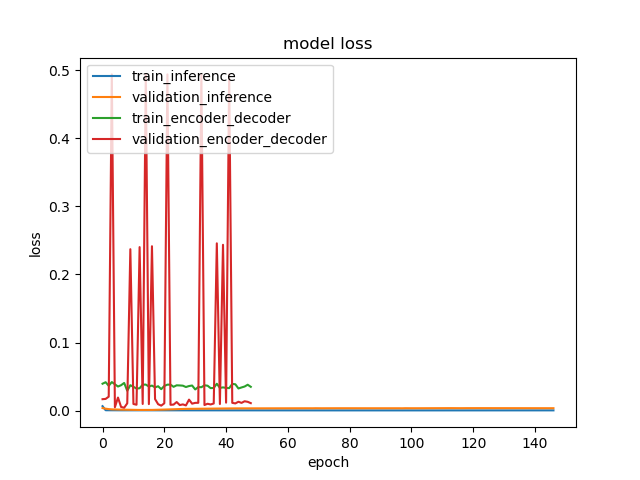 model loss
train_inference
validation_inference
train_encoder_decoder
validation_encoder_decoder
loss
0.5
0.4
0.3
0.2
0.1
0.0
0 20 40 60 80 100 120 140
epoch